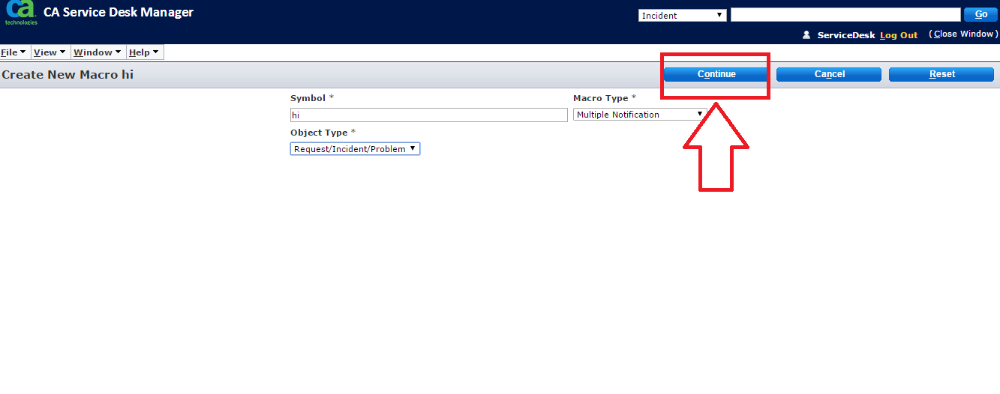 ca
technologies
CA Service Desk Manager
Incident
Go
ServiceDesk Log Out (Close Window)
File View Window Help
Create New Macro hi
Continue Cancel Reset
Symbol * Macro Type *
hi Multiple Notification
Object Type *
Request/Incident/Problem